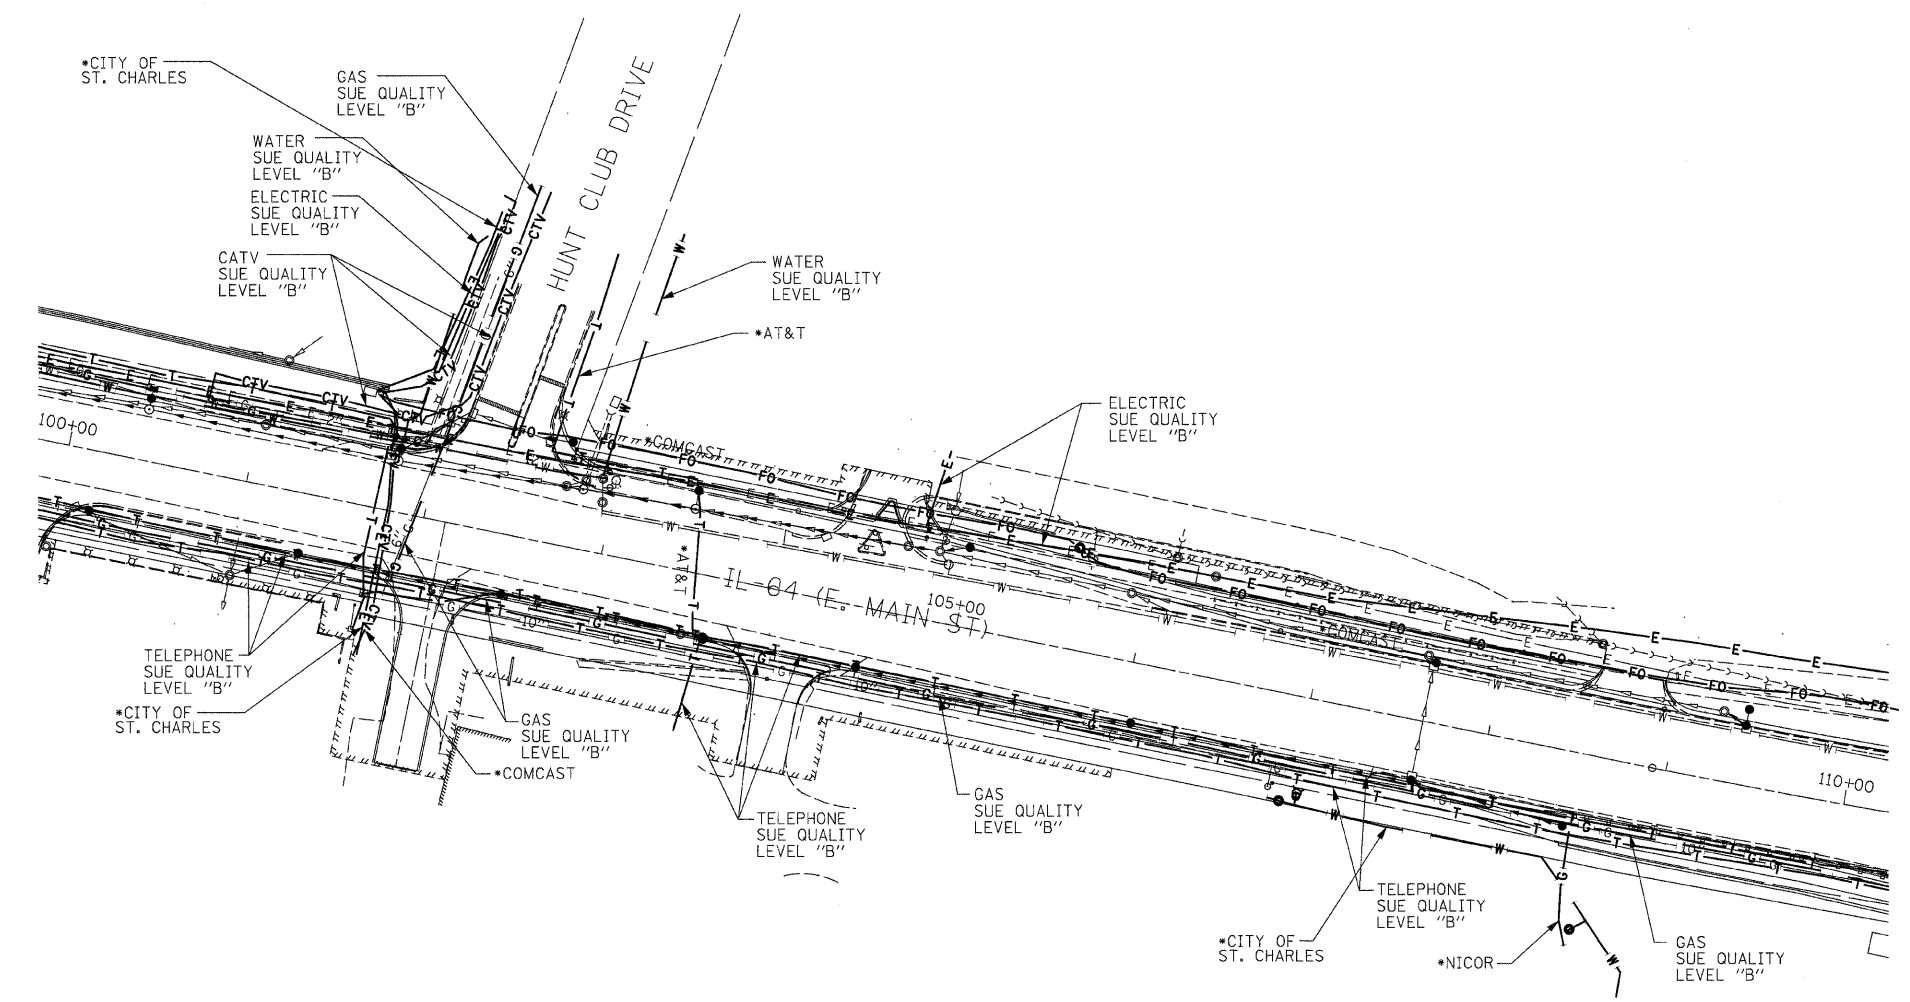 *CITY OF
ST. CHARLES
GAS
SUE QUALITY
LEVEL "B"
WATER
SUE QUALITY
LEVEL "B"
ELECTRIC
SUE QUALITY
LEVEL "B"
CATV
SUE QUALITY
LEVEL "B"
HUNT CLUB DRIVE
WATER
SUE QUALITY
LEVEL "B"
*AT&T
*COMCAST
ELECTRIC
SUE QUALITY
LEVEL "B"
100+00
*AT&T
IL 64 (E. MAIN ST)
105+00
*COMCAST
110+00
TELEPHONE
SUE QUALITY
LEVEL "B"
*CITY OF
ST. CHARLES
GAS
SUE QUALITY
LEVEL "B"
*COMCAST
TELEPHONE
SUE QUALITY
LEVEL "B"
GAS
SUE QUALITY
LEVEL "B"
TELEPHONE
SUE QUALITY
LEVEL "B"
*CITY OF
ST. CHARLES
*NICOR
GAS
SUE QUALITY
LEVEL "B"